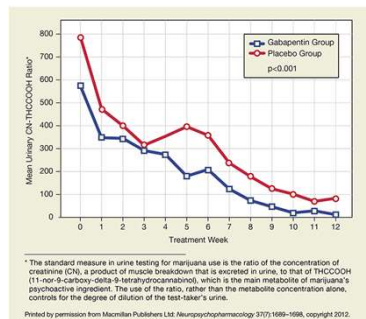 Mean Urinary CN-THCCOOH Ratio*
800
700
600
500
400
300
200
100
0
Gabapentin Group
Placebo Group
p<0.001
0 1 2 3 4 5 6 7 8 9 10 11 12
Treatment Week
* The standard measure in urine testing for marijuana use is the ratio of the concentration of
creatinine (CN), a product of muscle breakdown that is excreted in urine, to that of THCCOOH
(11-nor-9-carboxy-delta-9-tetrahydrocannabinol), which is the main metabolite of marijuana's
psychoactive ingredient. The use of the ratio, rather than the metabolite concentration alone,
controls for the degree of dilution of the test-taker's urine.
Printed by permission from Macmillan Publishers Ltd: Neuropsychopharmacology 37(7):1689–1698, copyright 2012.